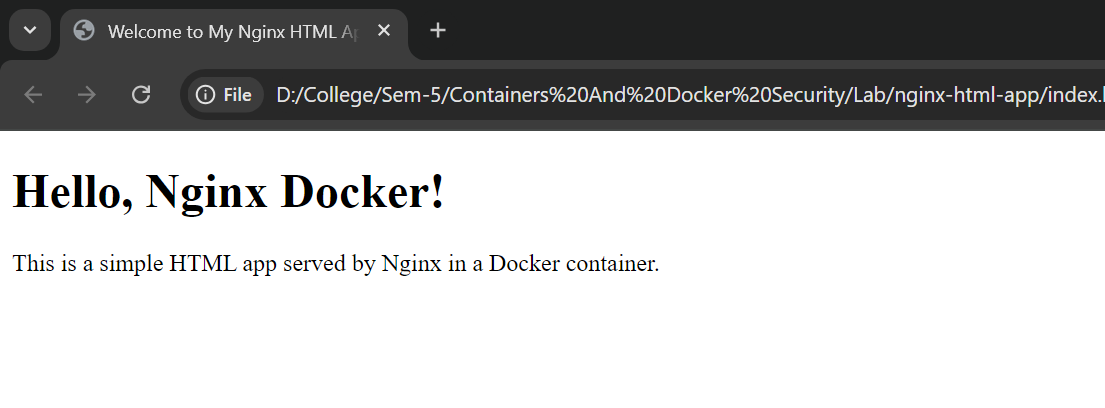 Welcome to My Nginx HTML Ap
File D:/College/Sem-5/Containers%20And%20Docker%20Security/Lab/nginx-html-app/index.l
Hello, Nginx Docker!
This is a simple HTML app served by Nginx in a Docker container.